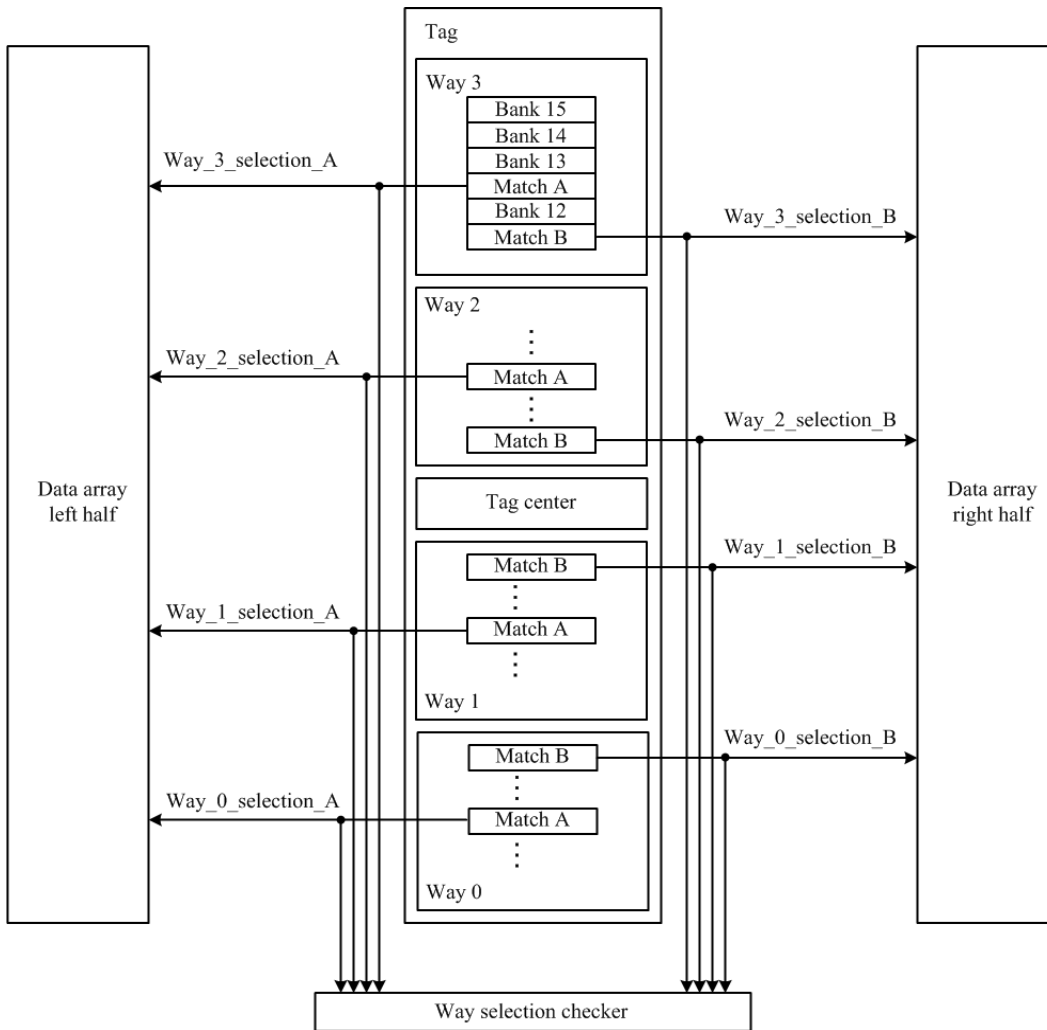 Tag
Way 3
Bank 15
Bank 14
Bank 13
Way_3_selection_A
Match A
Bank 12
Way_3_selection_B
Match B
Way 2
Way_2_selection_A
Match A
Way_2_selection_B
Match B
Data array
left half
Tag center
Data array
right half
Way_1_selection_B
Match B
Way_1_selection_A
Match A
Way 1
Way_0_selection_B
Match B
Way_0_selection_A
Match A
Way 0
Way selection checker